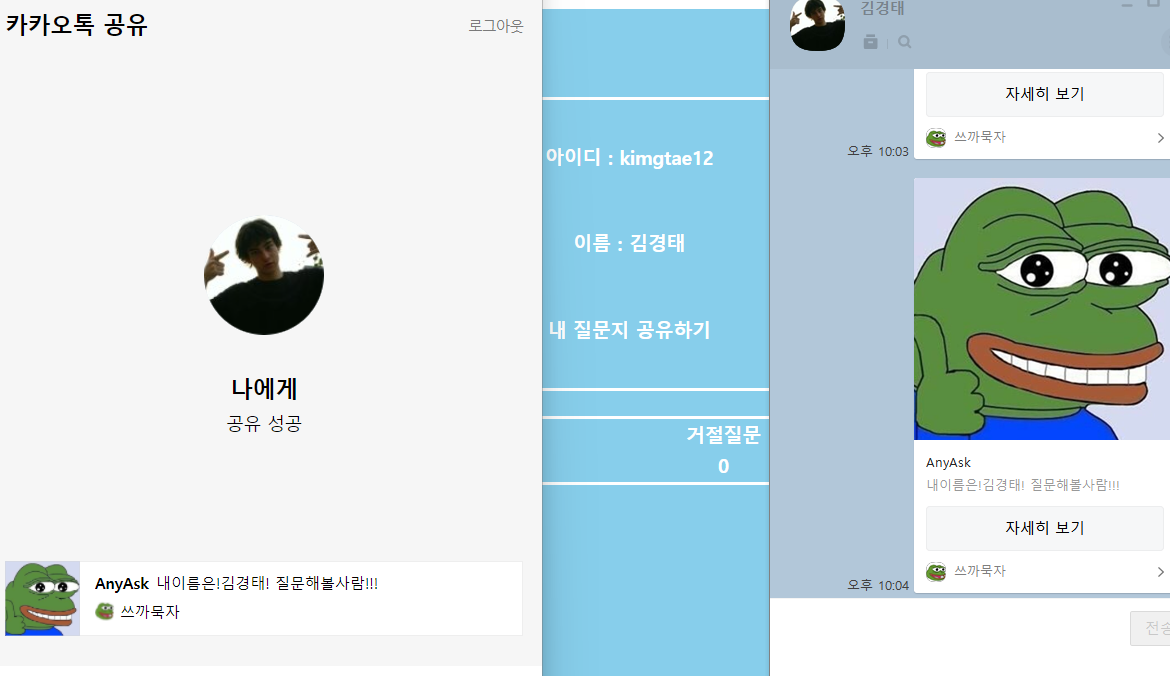 카카오톡 공유
로그아웃
나에게
공유 성공
AnyAsk 내이름은!김경태! 질문해볼사람!!!
쓰까묵자
아이디 : kimgtae12
이름 : 김경태
내 질문지 공유하기
거절질문
0
김경태
자세히 보기
쓰까묵자
오후 10:03
AnyAsk
내이름은!김경태! 질문해볼사람!!!
자세히 보기
쓰까묵자
오후 10:04
전송